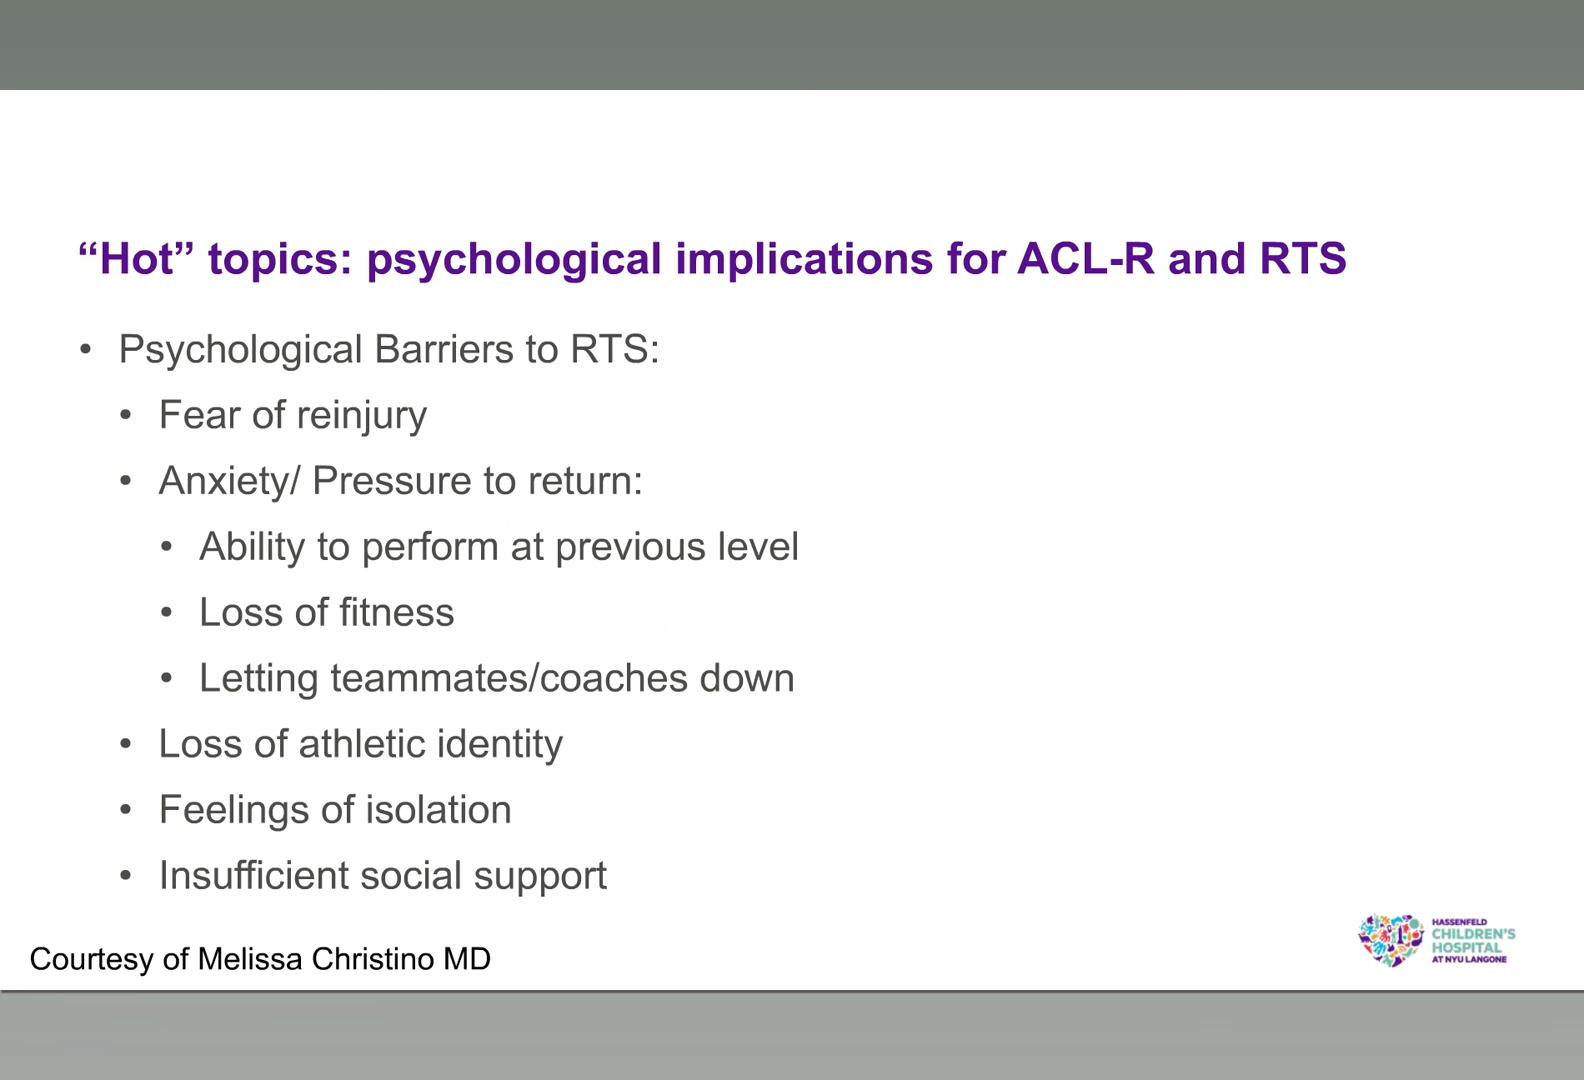 “Hot” topics: psychological implications for ACL-R and RTS
• Psychological Barriers to RTS:
• Fear of reinjury
• Anxiety/ Pressure to return:
• Ability to perform at previous level
• Loss of fitness
• Letting teammates/coaches down
• Loss of athletic identity
• Feelings of isolation
• Insufficient social support
Courtesy of Melissa Christino MD
HASSENFELD
CHILDREN'S
HOSPITAL
AT NYU LANGONE